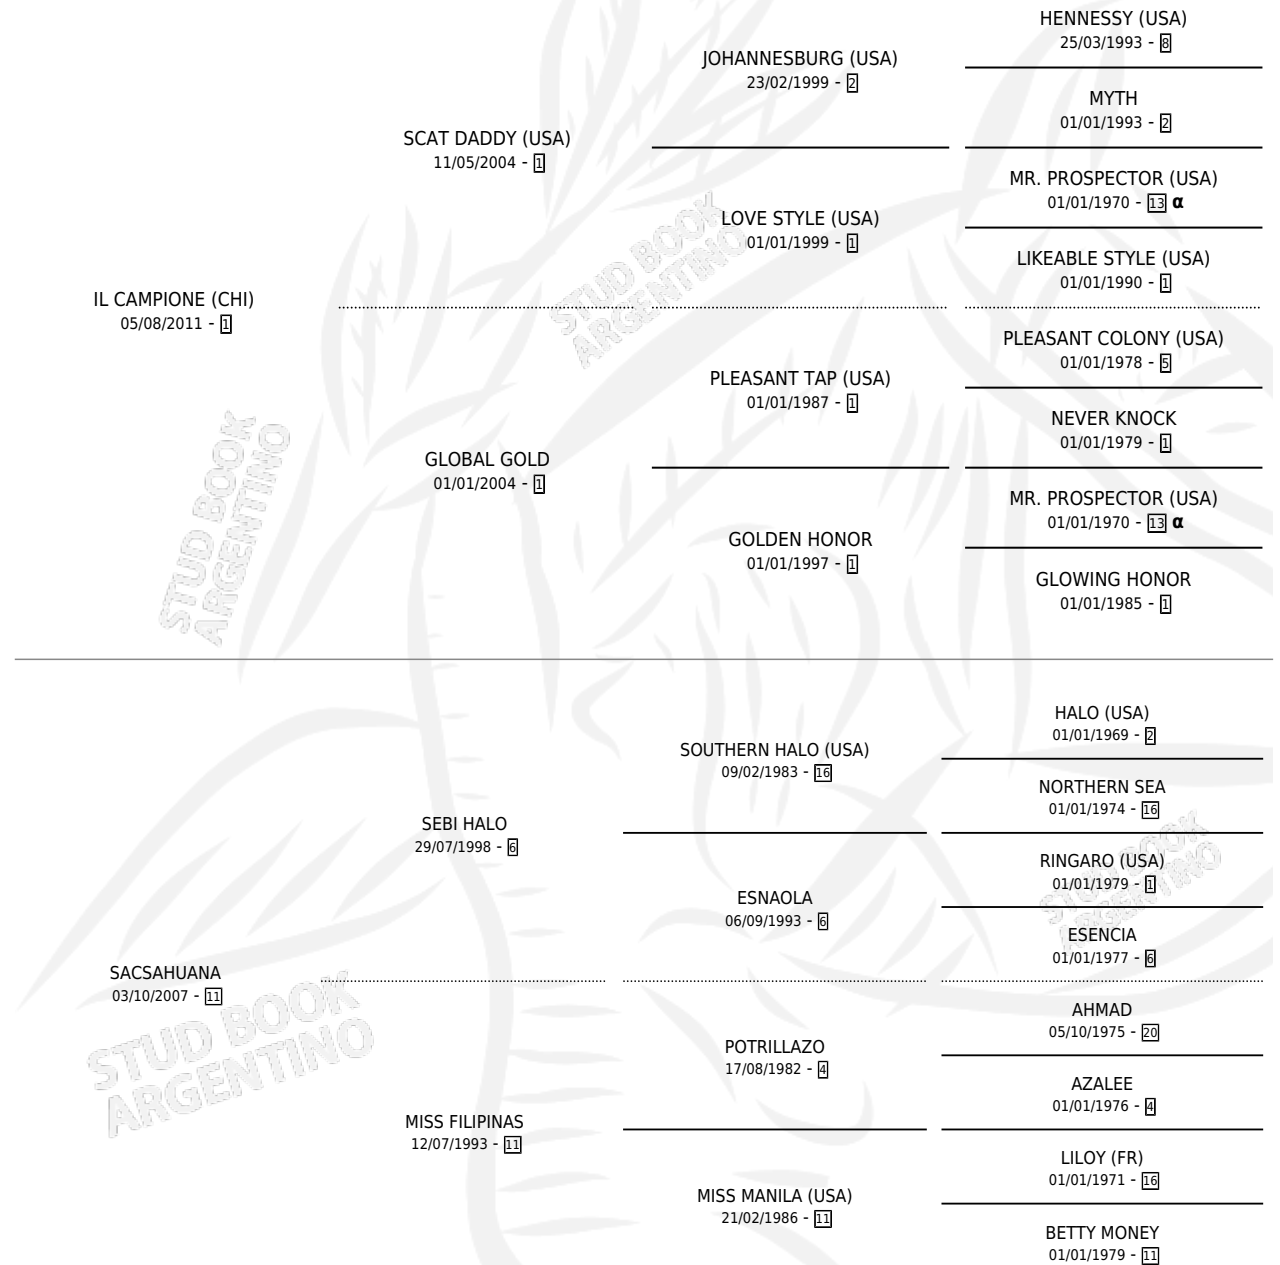 HENNESSY (USA)
25/03/1993 - 8
JOHANNESBURG (USA)
23/02/1999 - 2
MYTH
01/01/1993 - 2
SCAT DADDY (USA)
11/05/2004 - 1
MR. PROSPECTOR (USA)
01/01/1970 - 13 α
LOVE STYLE (USA)
01/01/1999 - 1
LIKEABLE STYLE (USA)
01/01/1990 - 1
STUD BOOK
ARGENTINO
IL CAMPIONE (CHI)
05/08/2011 - 1
PLEASANT COLONY (USA)
01/01/1978 - 5
PLEASANT TAP (USA)
01/01/1987 - 1
NEVER KNOCK
01/01/1979 - 1
GLOBAL GOLD
01/01/2004 - 1
MR. PROSPECTOR (USA)
01/01/1970 - 13 α
GOLDEN HONOR
01/01/1997 - 1
GLOWING HONOR
01/01/1985 - 1
STUD BOOK
ARGENTINO
HALO (USA)
01/01/1969 - 2
SOUTHERN HALO (USA)
09/02/1983 - 16
NORTHERN SEA
01/01/1974 - 16
SEBI HALO
29/07/1998 - 6
RINGARO (USA)
01/01/1979 - 1
ESNAOLA
06/09/1993 - 6
ESENCIA
01/01/1977 - 6
STUD BOOK
ARGENTINO
SACSAHUANA
03/10/2007 - 11
AHMAD
05/10/1975 - 20
POTRILLAZO
17/08/1982 - 4
AZALEE
01/01/1976 - 4
MISS FILIPINAS
12/07/1993 - 11
LILOY (FR)
01/01/1971 - 16
MISS MANILA (USA)
21/02/1986 - 11
BETTY MONEY
01/01/1979 - 11
STUD BOOK
ARGENTINO